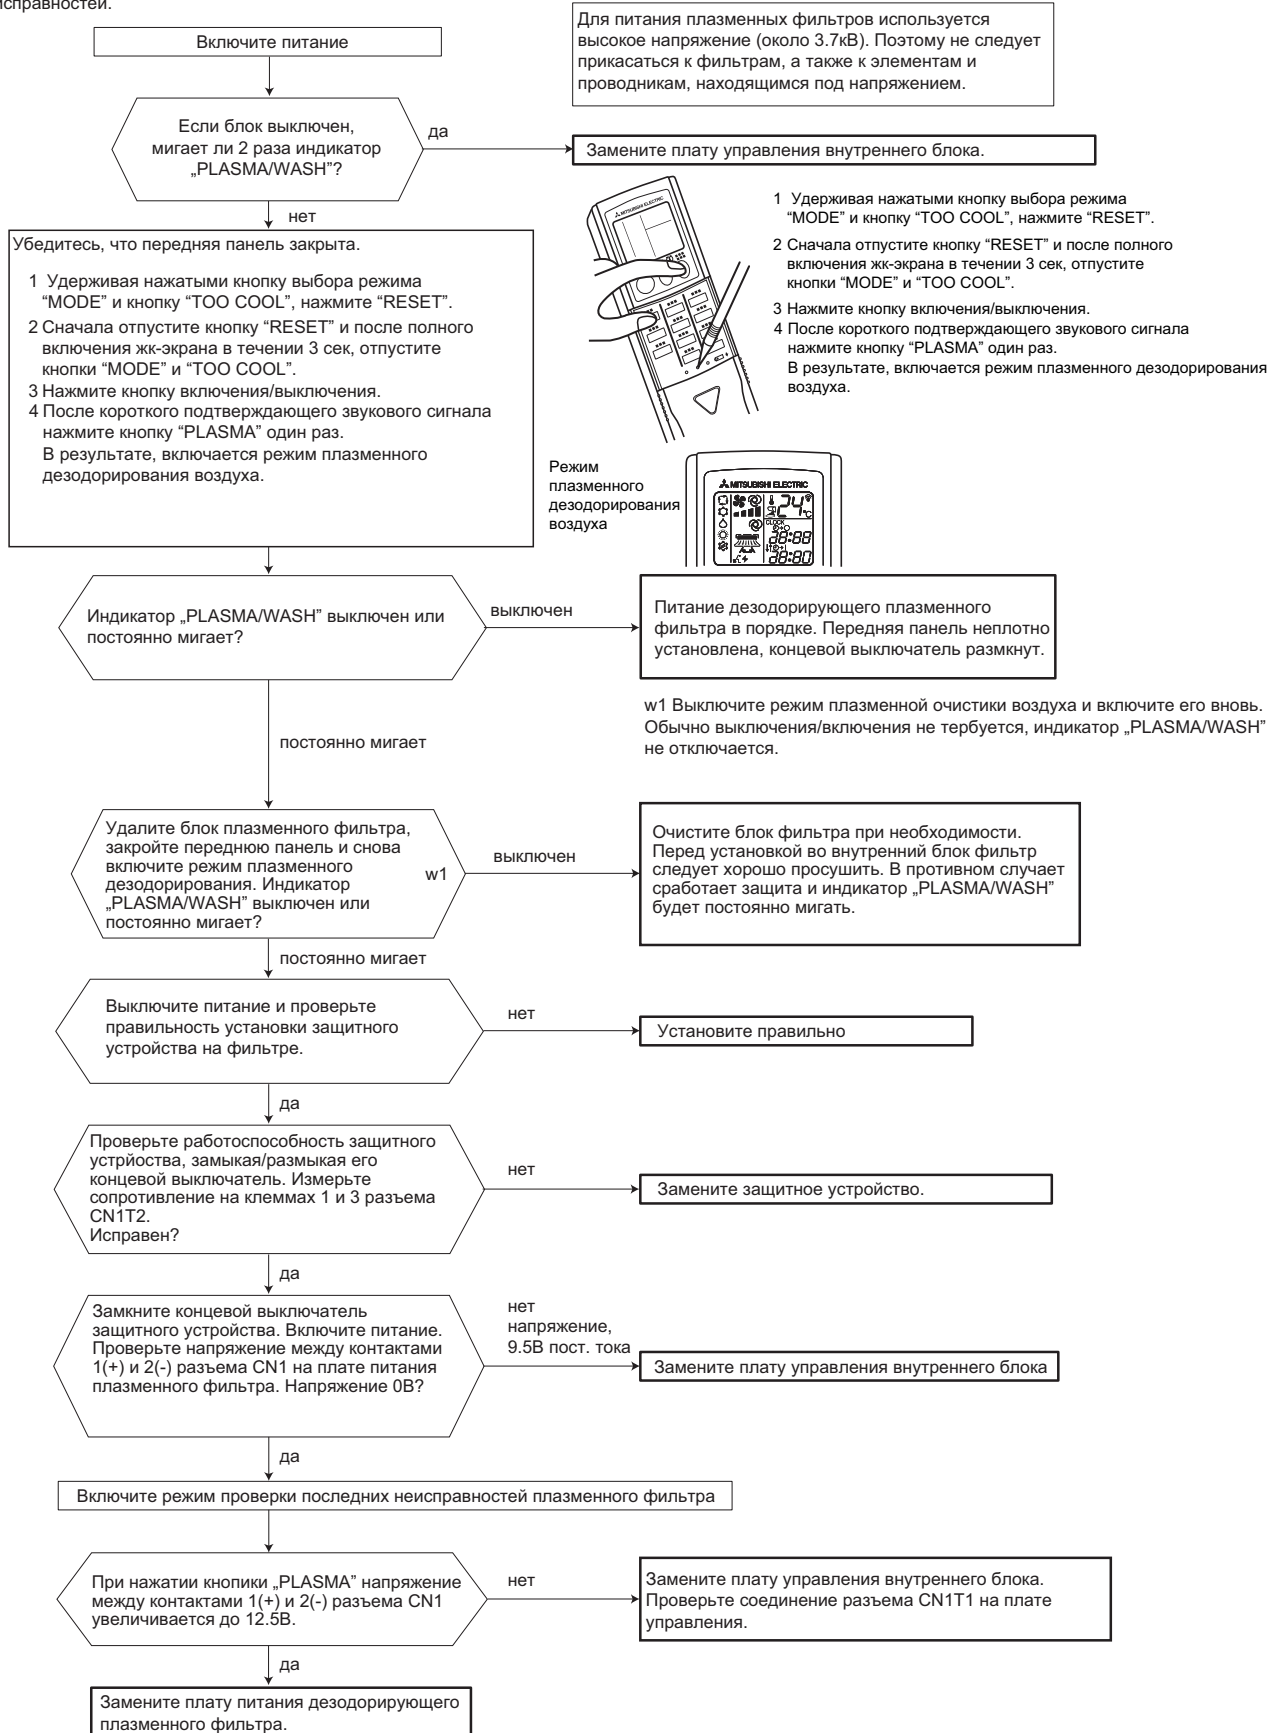 исправностей.
Для питания плазменных фильтров используется
высокое напряжение (около 3.7кВ). Поэтому не следует
прикасаться к фильтрам, а также к элементам и
проводникам, находящимся под напряжением.
Включите питание
Если блок выключен,
мигает ли 2 раза индикатор
„PLASMA/WASH”?
да
Замените плату управления внутреннего блока.
нет
Убедитесь, что передняя панель закрыта.
1 Удерживая нажатыми кнопку выбора режима
“MODE” и кнопку “TOO COOL”, нажмите “RESET”.
2 Сначала отпустите кнопку “RESET” и после полного
включения жк-экрана в течении 3 сек, отпустите
кнопки “MODE” и “TOO COOL”.
3 Нажмите кнопку включения/выключения.
4 После короткого подтверждающего звукового сигнала
нажмите кнопку “PLASMA” один раз.
В результате, включается режим плазменного
дезодорирования воздуха.
MITSUBISHI ELECTRIC
1 Удерживая нажатыми кнопку выбора режима
“MODE” и кнопку “TOO COOL”, нажмите “RESET”.
2 Сначала отпустите кнопку “RESET” и после полного
включения жк-экрана в течении 3 сек, отпустите
кнопки “MODE” и “TOO COOL”.
3 Нажмите кнопку включения/выключения.
4 После короткого подтверждающего звукового сигнала
нажмите кнопку “PLASMA” один раз.
В результате, включается режим плазменного дезодорирования
воздуха.
Режим
плазменного
дезодорирования
воздуха
MITSUBISHI ELECTRIC
24°C
CLOCK
88:88
88:80
Индикатор „PLASMA/WASH” выключен или
постоянно мигает?
выключен
Питание дезодорирующего плазменного
фильтра в порядке. Передняя панель неплотно
установлена, концевой выключатель размкнут.
w1 Выключите режим плазменной очистики воздуха и включите его вновь.
Обычно выключения/включения не тербуется, индикатор „PLASMA/WASH”
не отключается.
постоянно мигает
Удалите блок плазменного фильтра,
закройте переднюю панель и снова
включите режим плазменного
дезодорирования. Индикатор
„PLASMA/WASH” выключен или
постоянно мигает?
w1
выключен
Очистите блок фильтра при необходимости.
Перед установкой во внутренний блок фильтр
следует хорошо просушить. В противном случает
сработает защита и индикатор „PLASMA/WASH”
будет постоянно мигать.
постоянно мигает
Выключите питание и проверьте
правильность установки защитного
устройства на фильтре.
нет
Установите правильно
да
Проверьте работоспособность защитного
устрйоства, замыкая/размыкая его
концевой выключатель. Измерьте
сопротивление на клеммах 1 и 3 разъема
CN1T2.
Исправен?
нет
Замените защитное устройство.
да
Замкните концевой выключатель
защитного устройства. Включите питание.
Проверьте напряжение между контактами
1(+) и 2(-) разъема CN1 на плате питания
плазменного фильтра. Напряжение 0В?
нет
напряжение,
9.5В пост. тока
Замените плату управления внутреннего блока
да
Включите режим проверки последних неисправностей плазменного фильтра
При нажатии кнопики „PLASMA” напряжение
между контактами 1(+) и 2(-) разъема CN1
увеличивается до 12.5В.
нет
Замените плату управления внутреннего блока.
Проверьте соединение разъема CN1T1 на плате
управления.
да
Замените плату питания дезодорирующего
плазменного фильтра.